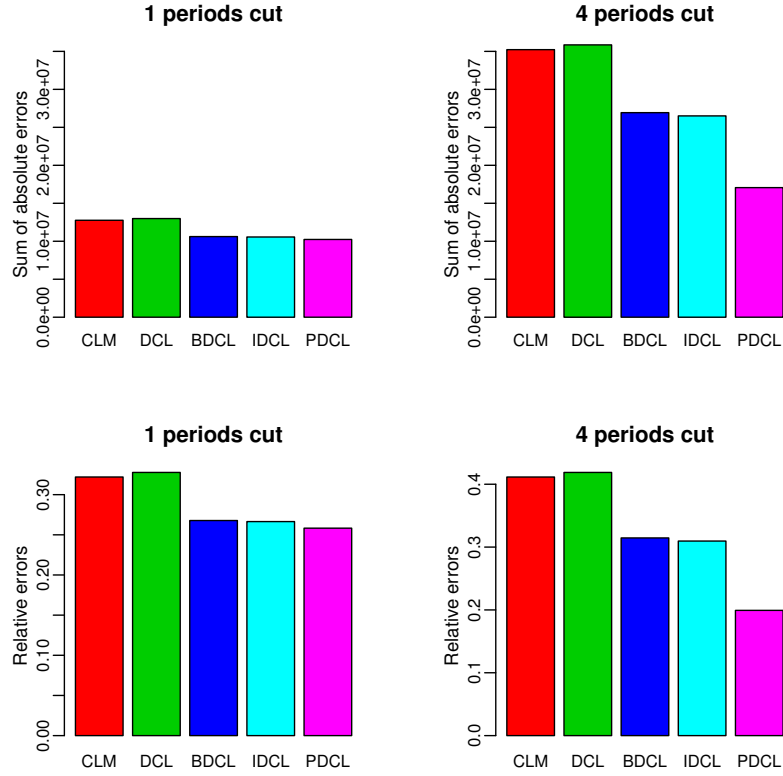 1 periods cut
Sum of absolute errors
0.0e+00 1.0e+07 2.0e+07 3.0e+07
CLM DCL BDCL IDCL PDCL
4 periods cut
Sum of absolute errors
0.0e+00 1.0e+07 2.0e+07 3.0e+07
CLM DCL BDCL IDCL PDCL
1 periods cut
Relative errors
0.00 0.10 0.20 0.30
CLM DCL BDCL IDCL PDCL
4 periods cut
Relative errors
0.0 0.1 0.2 0.3 0.4
CLM DCL BDCL IDCL PDCL